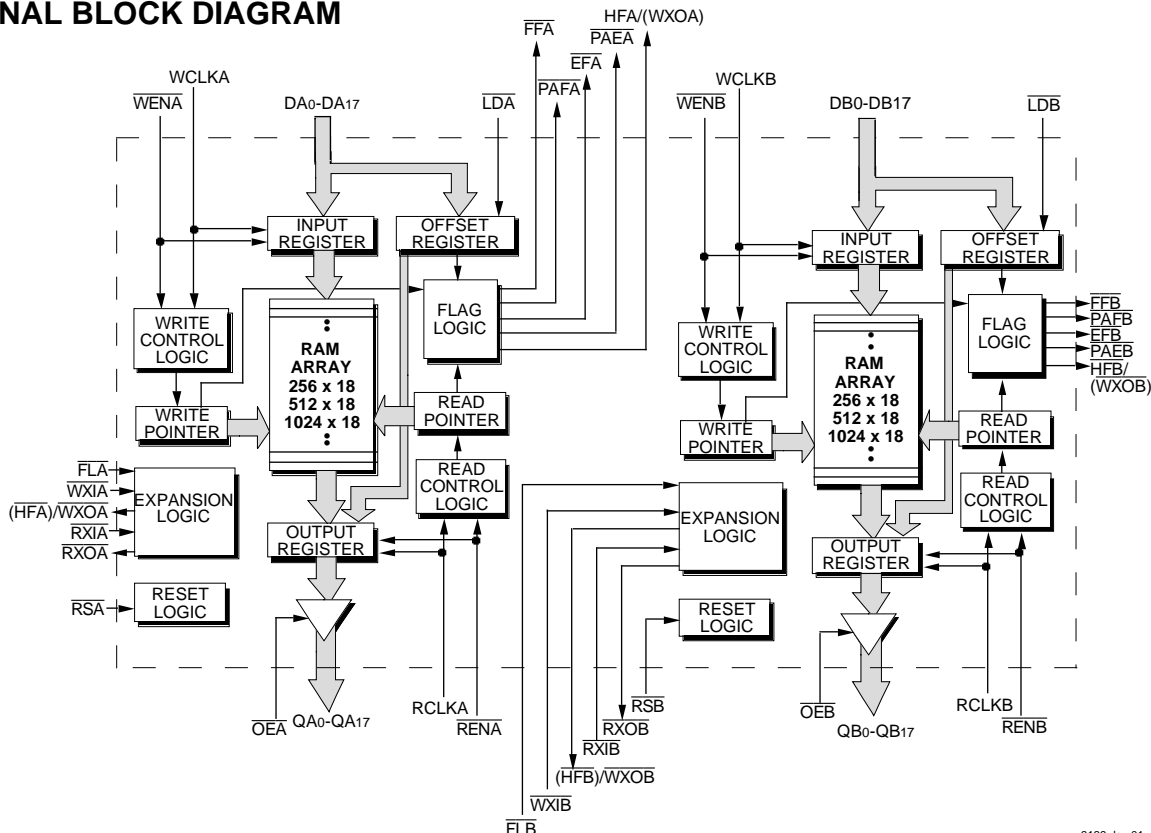 NAL BLOCK DIAGRAM
HFA/(WXOA)
FFA
PAEA
EFA
PAFA
WCLKA
WENA
DA0-DA17
LDA
WCLKB
WENB
DB0-DB17
LDB
INPUT
REGISTER
OFFSET
REGISTER
INPUT
REGISTER
OFFSET
REGISTER
WRITE
CONTROL
LOGIC
RAM
ARRAY
256 x 18
512 x 18
1024 x 18
FLAG
LOGIC
WRITE
CONTROL
LOGIC
RAM
ARRAY
256 x 18
512 x 18
1024 x 18
FLAG
LOGIC
FFB
PAFB
EFB
PAEB
HFB/
(WXOB)
WRITE
POINTER
READ
POINTER
WRITE
POINTER
READ
POINTER
FLA
WXIA
(HFA)/WXOA
RXIA
RXOA
EXPANSION
LOGIC
READ
CONTROL
LOGIC
EXPANSION
LOGIC
READ
CONTROL
LOGIC
OUTPUT
REGISTER
OUTPUT
REGISTER
RSA
RESET
LOGIC
RESET
LOGIC
OEA
QA0-QA17
RCLKA
RENA
RSB
RXOB
RXIB
(HFB)/WXOB
WXIB
FLB
OEB
QB0-QB17
RCLKB
RENB